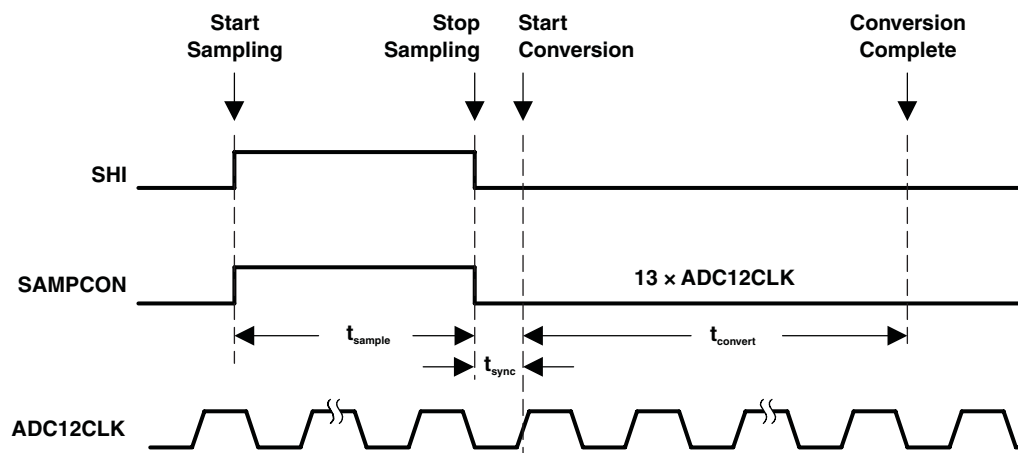 Start
Sampling
Stop
Sampling
Start
Conversion
Conversion
Complete
SHI
SAMPCON
13 × ADC12CLK
tsample
tconvert
tsync
ADC12CLK